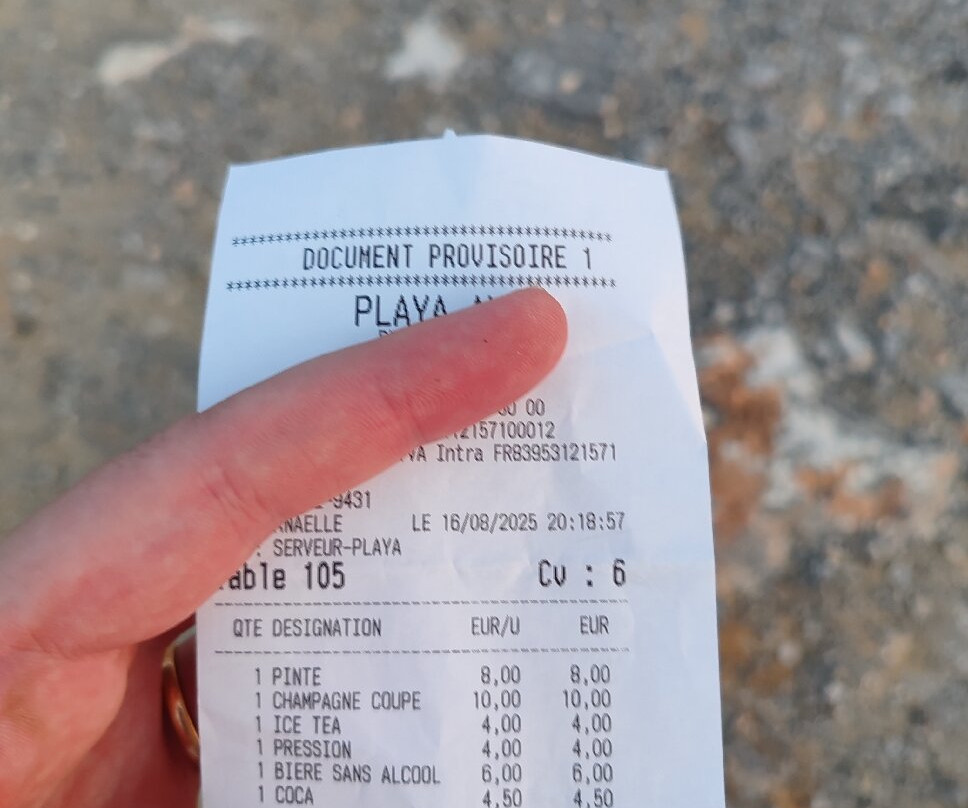 ************************************
DOCUMENT PROVISOIRE 1
************************************
PLAYA
00
2157100012
Intra FR83953121571
-9431
LE 16/08/2025 20:18:57
: SERVEUR-PLAYA
105 Cv : 6
QTE DESIGNATION EUR/U EUR
1 PINTE 8,00 8,00
1 CHAMPAGNE COUPE 10,00 10,00
1 ICE TEA 4,00 4,00
1 PRESSION 4,00 4,00
1 BIERE SANS ALCOOL 6,00 6,00
1 COCA 4,50 4,50